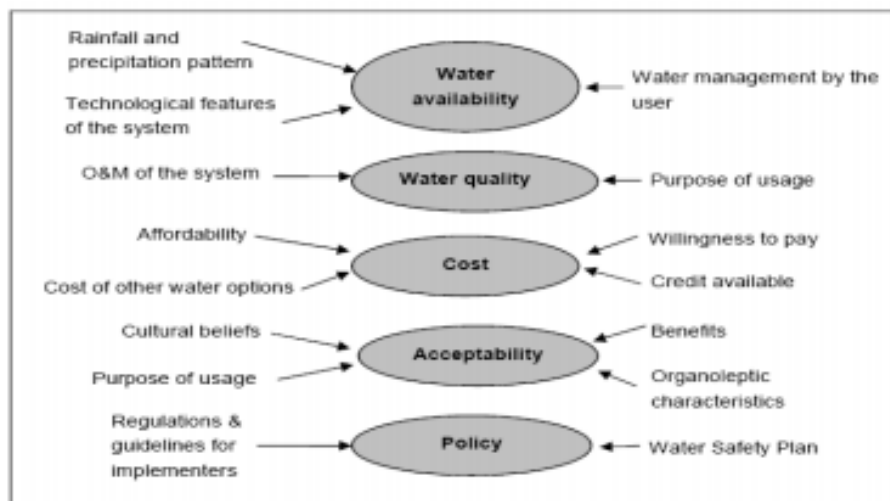 Rainfall and
precipitation pattern
Water
availability
Water management by the
user
Technological features
of the system
O&M of the system
Water quality
Purpose of usage
Affordability
Willingness to pay
Cost
Cost of other water options
Credit available
Cultural beliefs
Benefits
Acceptability
Purpose of usage
Organoleptic
characteristics
Regulations &
guidelines for
implementers
Policy
Water Safety Plan